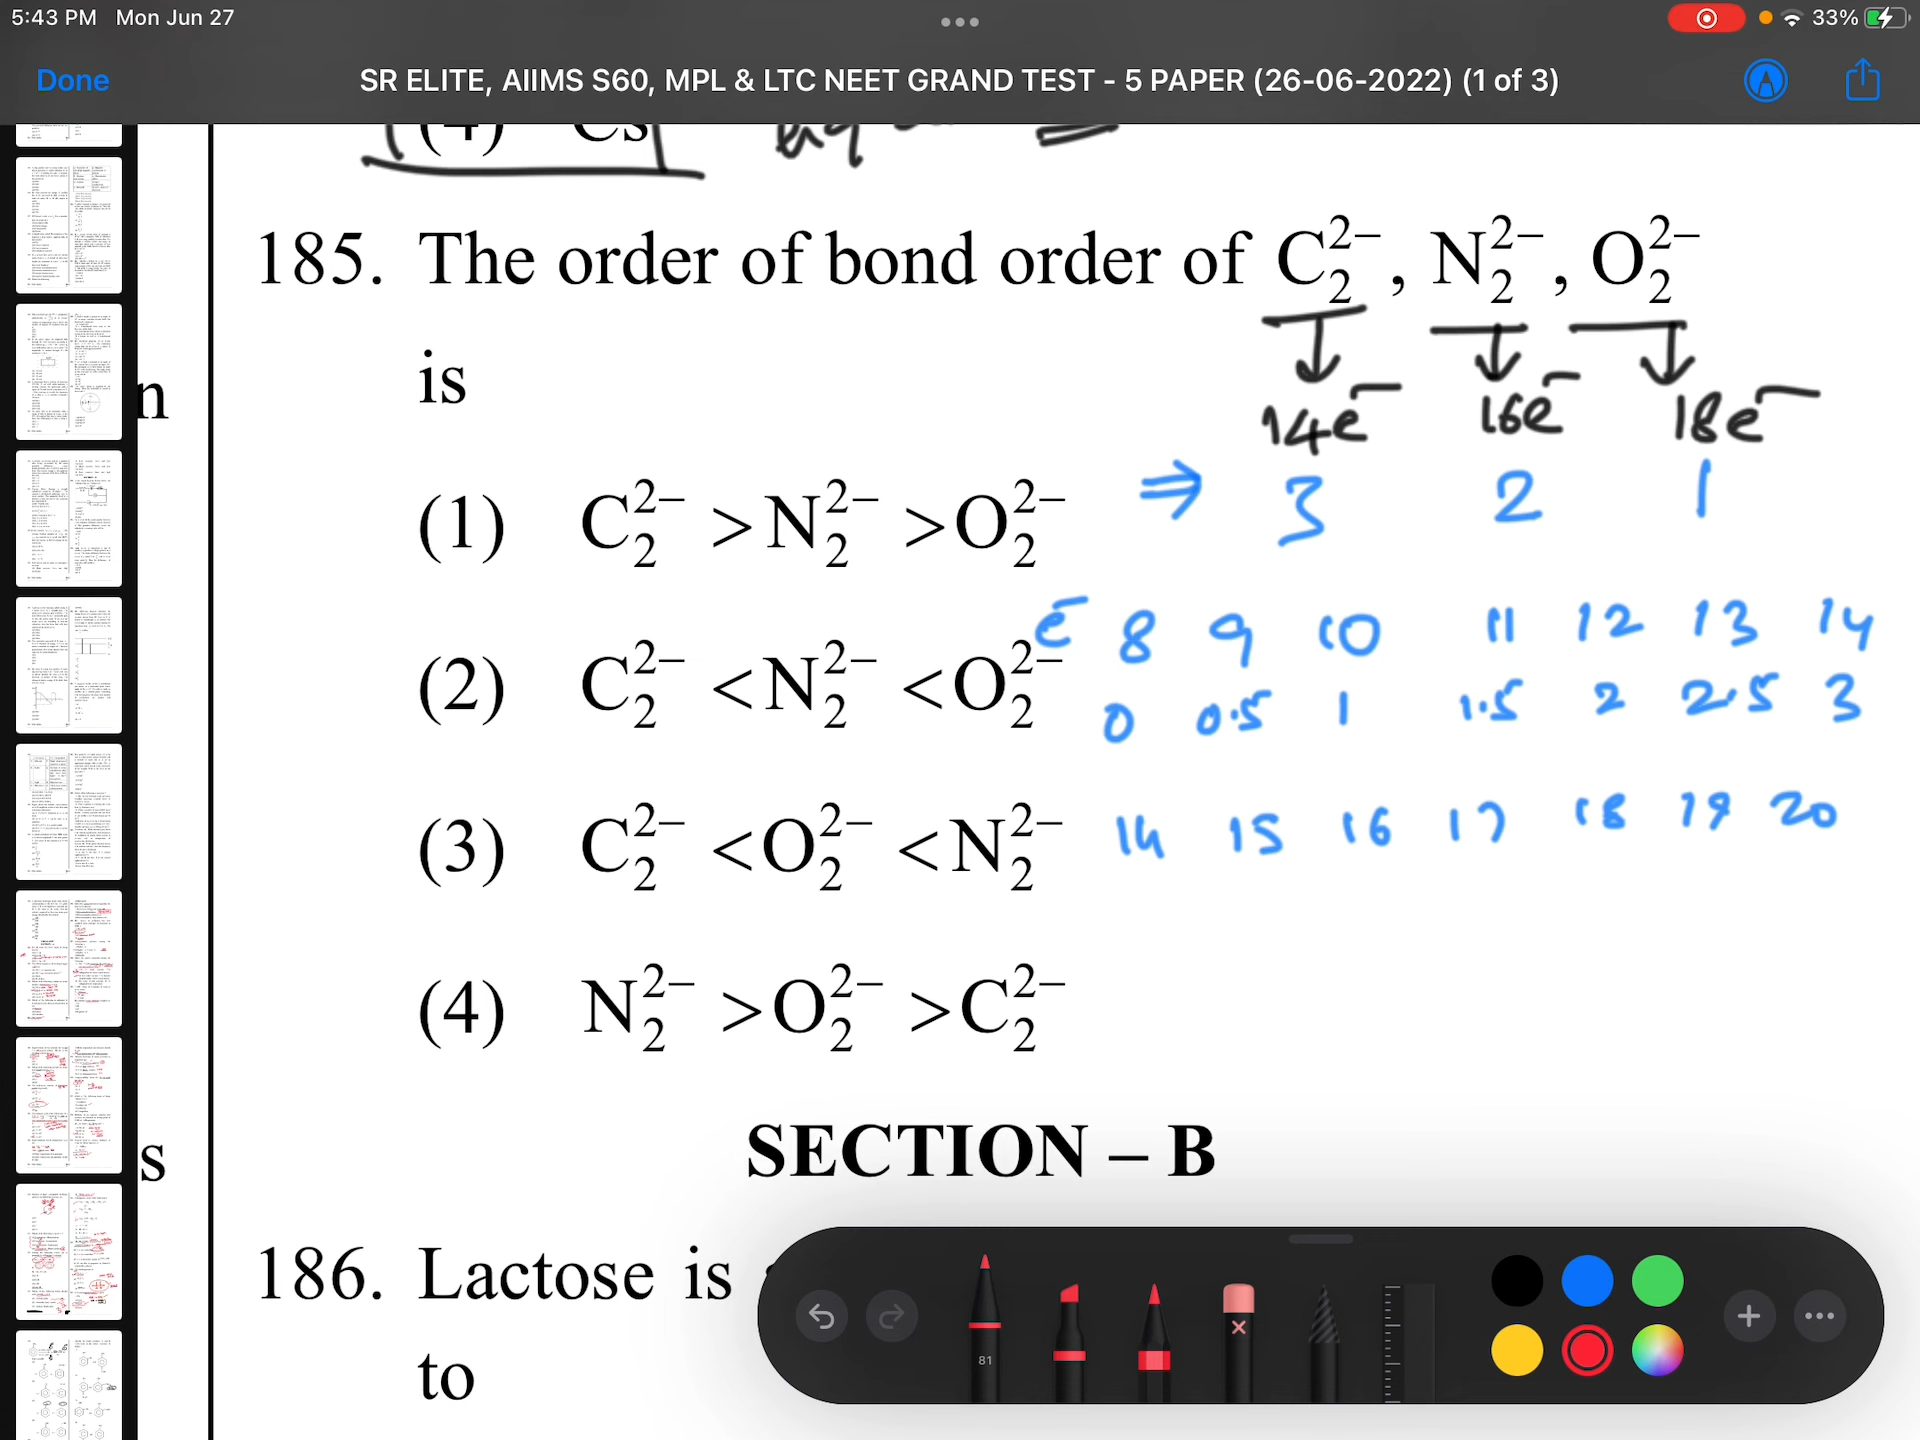 5:43 PM Mon Jun 27
33%
Done
SR ELITE, AIIMS S60, MPL & LTC NEET GRAND TEST - 5 PAPER (26-06-2022) (1 of 3)
(4) Cs
185. The order of bond order of C₂²⁻, N₂²⁻, O₂²⁻
is
14e⁻ 16e⁻ 18e⁻
⇒ 3 2 1
(1) C₂²⁻ > N₂²⁻ > O₂²⁻
e⁻ 8 9 10 11 12 13 14
(2) C₂²⁻ < N₂²⁻ < O₂²⁻
0 0.5 1 1.5 2 2.5 3
(3) C₂²⁻ < O₂²⁻ < N₂²⁻
14 15 16 17 18 19 20
(4) N₂²⁻ > O₂²⁻ > C₂²⁻
SECTION – B
186. Lactose is
to
n
s
81